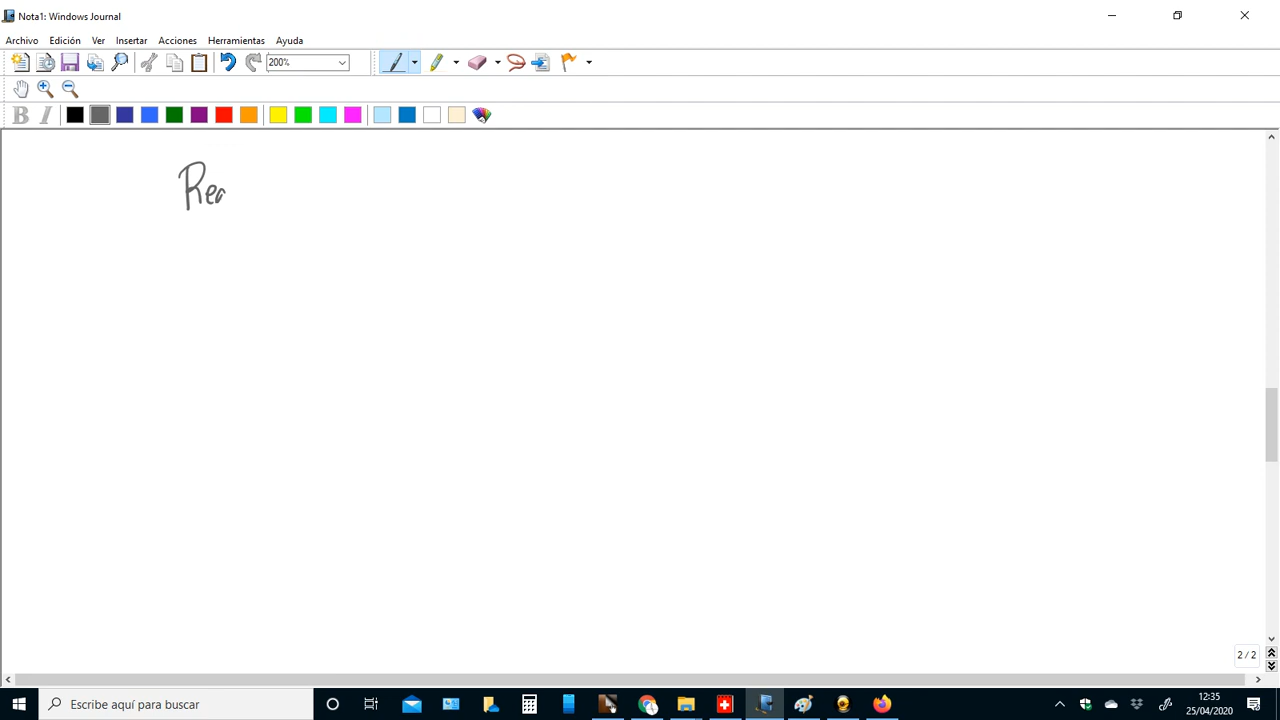 Nota1: Windows Journal
Archivo Edición Ver Insertar Acciones Herramientas Ayuda
200%
B I
Rea
2 / 2
Escribe aquí para buscar
12:35
25/04/2020